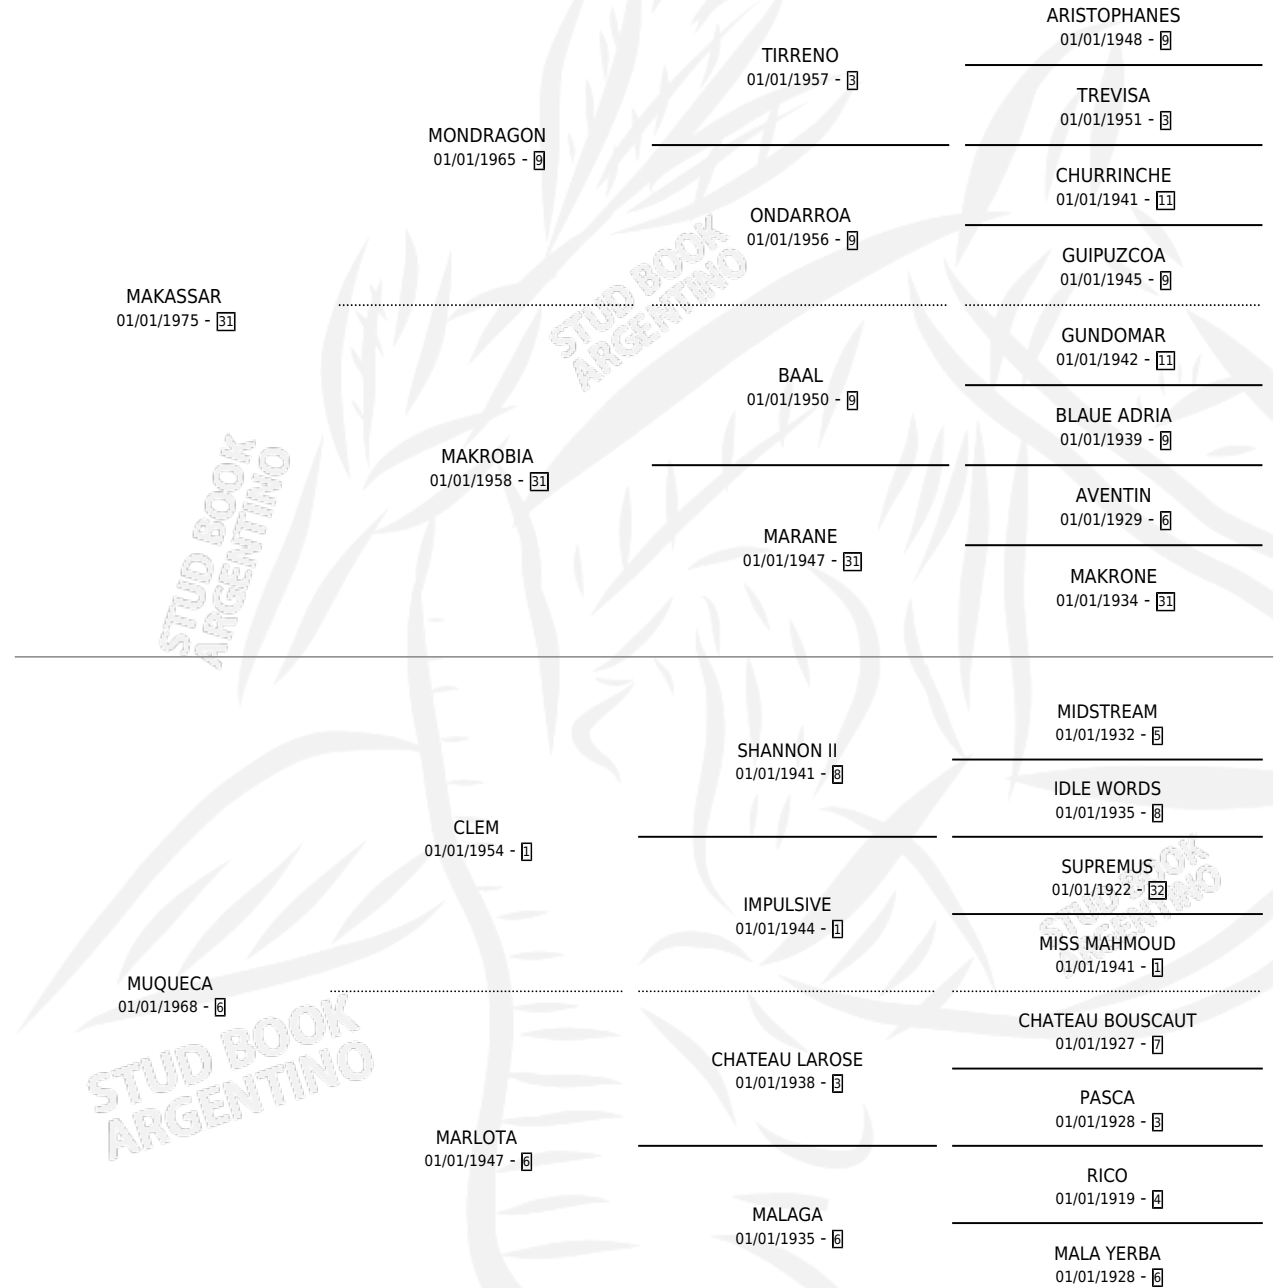 ARISTOPHANES
01/01/1948 - 9
TIRRENO
01/01/1957 - 3
TREVISA
01/01/1951 - 3
MONDRAGON
01/01/1965 - 9
CHURRINCHE
01/01/1941 - 11
ONDARROA
01/01/1956 - 9
GUIPUZCOA
01/01/1945 - 9
MAKASSAR
01/01/1975 - 31
GUNDOMAR
01/01/1942 - 11
BAAL
01/01/1950 - 9
BLAUE ADRIA
01/01/1939 - 9
MAKROBIA
01/01/1958 - 31
AVENTIN
01/01/1929 - 6
MARANE
01/01/1947 - 31
MAKRONE
01/01/1934 - 31
MIDSTREAM
01/01/1932 - 5
SHANNON II
01/01/1941 - 8
IDLE WORDS
01/01/1935 - 8
CLEM
01/01/1954 - 1
SUPREMUS
01/01/1922 - 32
IMPULSIVE
01/01/1944 - 1
MISS MAHMOUD
01/01/1941 - 1
MUQUECA
01/01/1968 - 6
CHATEAU BOUSCAUT
01/01/1927 - 7
CHATEAU LAROSE
01/01/1938 - 3
PASCA
01/01/1928 - 3
MARLOTA
01/01/1947 - 6
RICO
01/01/1919 - 4
MALAGA
01/01/1935 - 6
MALA YERBA
01/01/1928 - 6
STUD BOOK
ARGENTINO
STUD BOOK
ARGENTINO
STUD BOOK
ARGENTINO
STUD BOOK
ARGENTINO